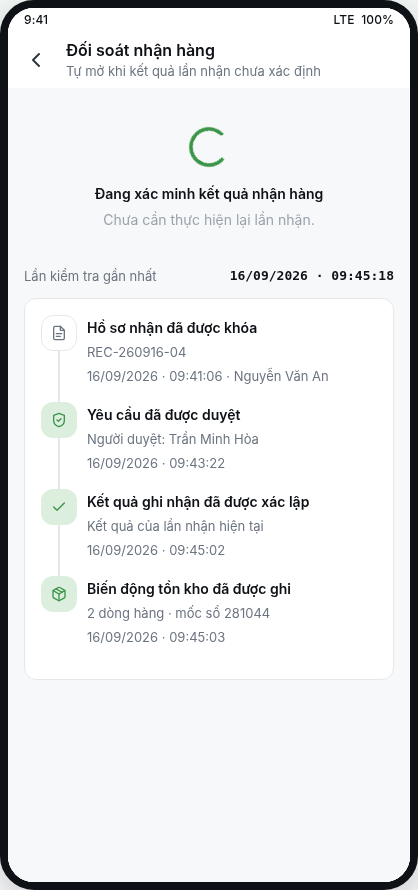 9:41
LTE 100%
Đối soát nhận hàng
Tự mở khi kết quả lần nhận chưa xác định
Đang xác minh kết quả nhận hàng
Chưa cần thực hiện lại lần nhận.
Lần kiểm tra gần nhất
16/09/2026 · 09:45:18
Hồ sơ nhận đã được khóa
REC-260916-04
16/09/2026 · 09:41:06 · Nguyễn Văn An
Yêu cầu đã được duyệt
Người duyệt: Trần Minh Hòa
16/09/2026 · 09:43:22
Kết quả ghi nhận đã được xác lập
Kết quả của lần nhận hiện tại
16/09/2026 · 09:45:02
Biến động tồn kho đã được ghi
2 dòng hàng · mốc sổ 281044
16/09/2026 · 09:45:03